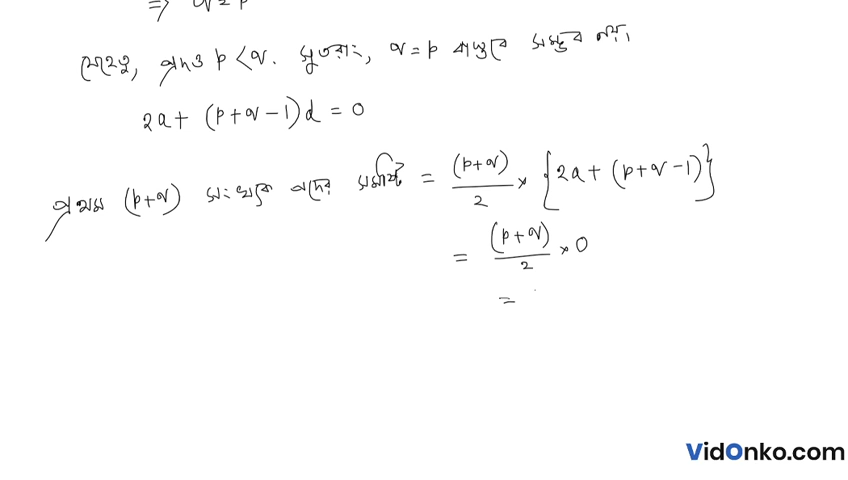 ⇒ q = p
যেহেতু, প্রদত্ত p < q. সুতরাং, q = p বাস্তবে সম্ভব নয়।
2a + (p+q-1)d = 0
প্রথম (p+q) সংখ্যক পদের সমষ্টি = (p+q)/2 × {2a + (p+q-1)}
= (p+q)/2 × 0
=
VidOnko.com